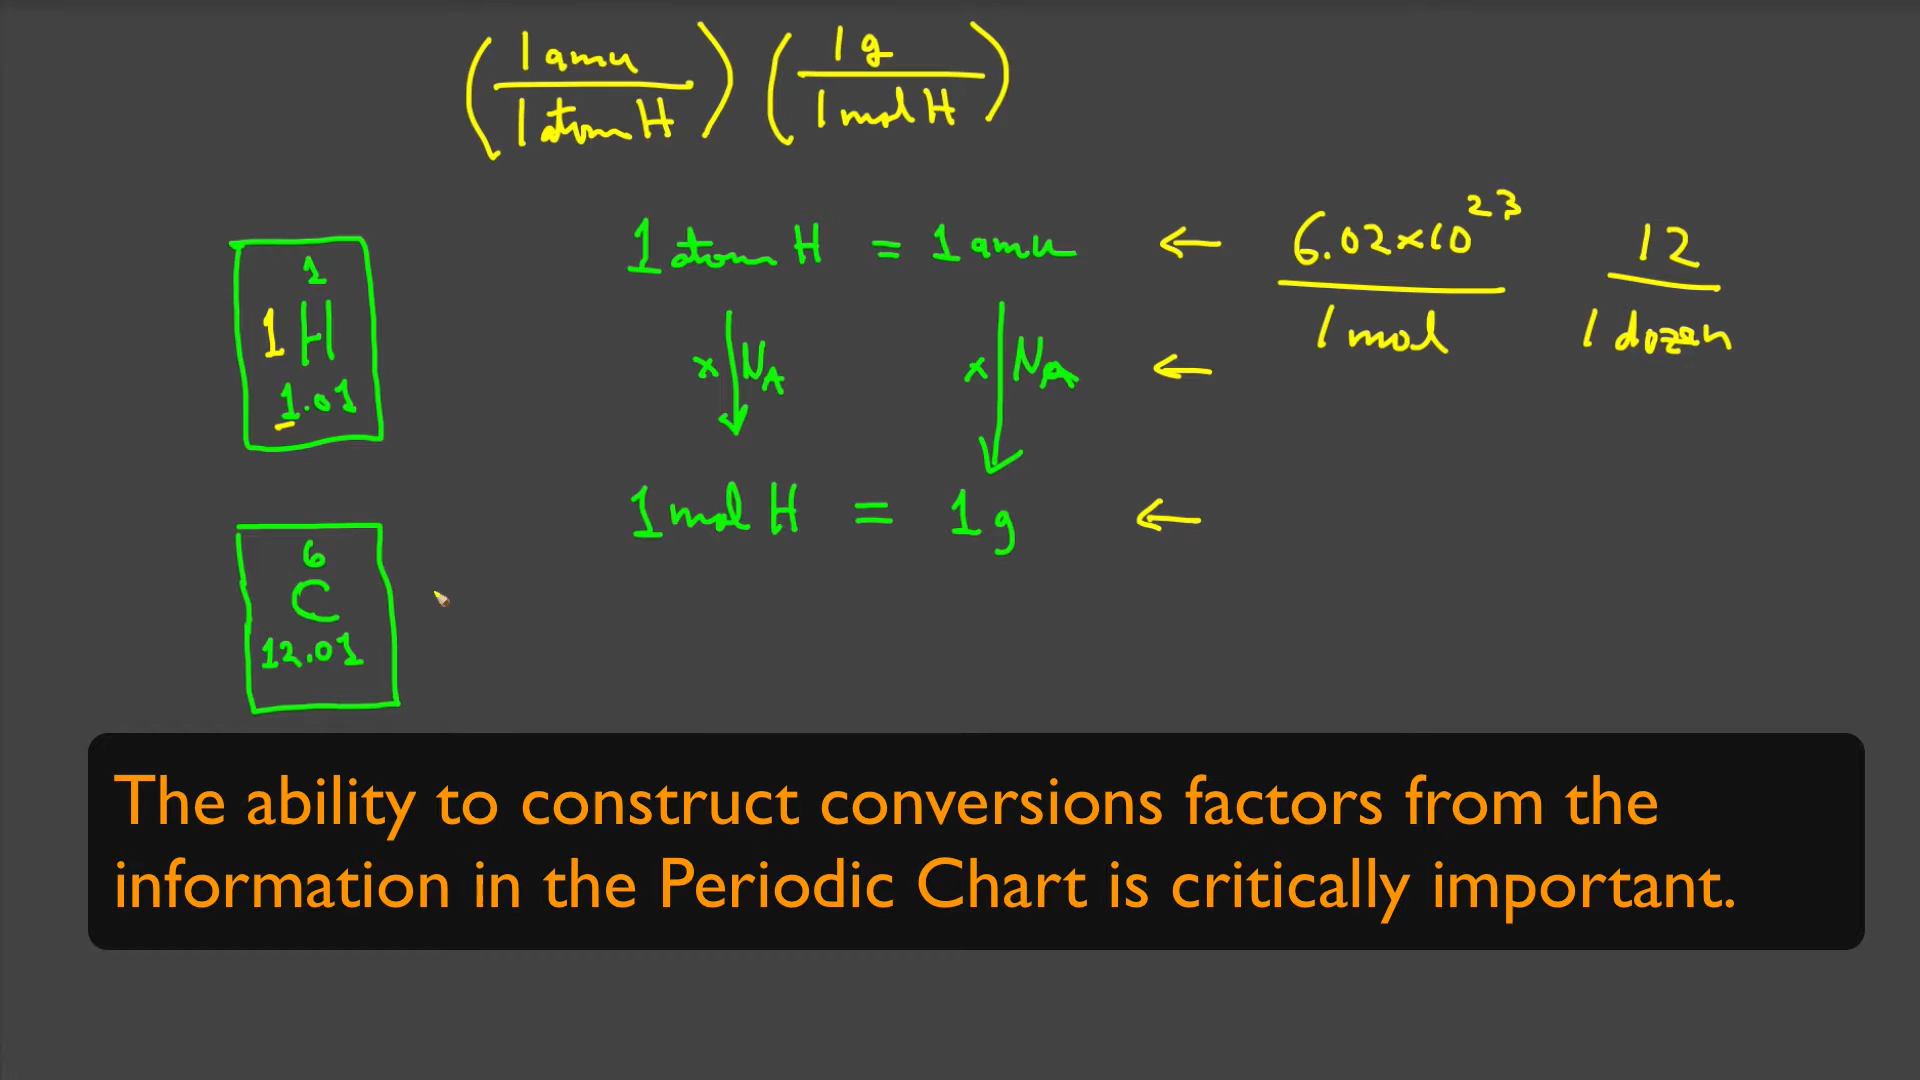 (1 amu / 1 atom H) (1 g / 1 mol H)
1 atom H = 1 amu ← 6.02×10²³ / 1 mol 12 / 1 dozen
1
1 H
1.01
× N_A × N_A ←
1 mol H = 1 g ←
6
C
12.01
The ability to construct conversions factors from the
information in the Periodic Chart is critically important.